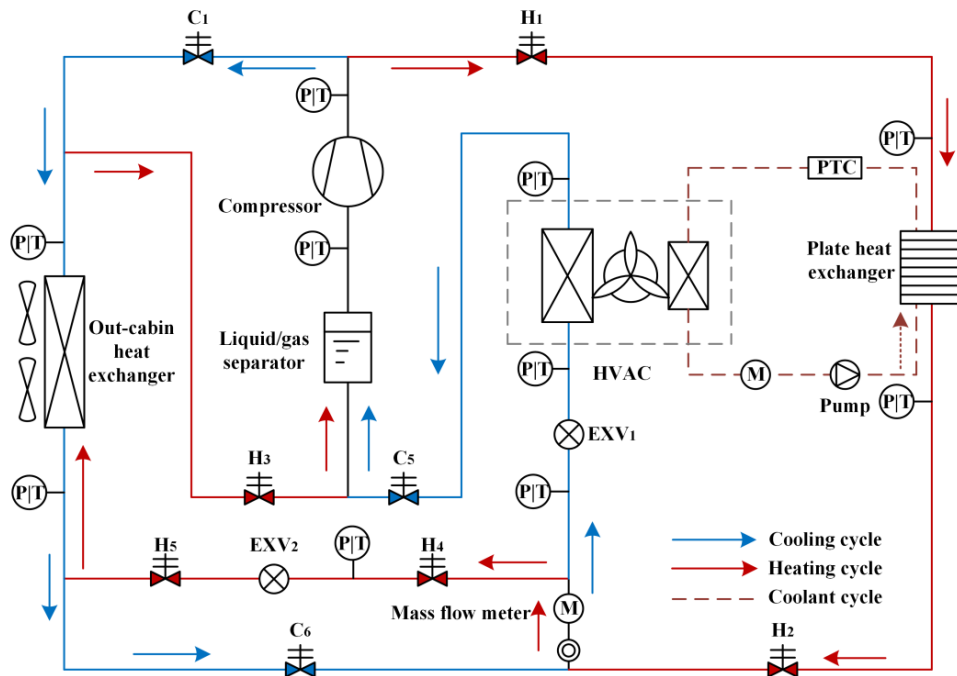 C1
H1
P|T
P|T
PTC
Compressor
P|T
P|T
P|T
Plate heat
exchanger
Out-cabin
heat
exchanger
Liquid/gas
separator
HVAC
P|T
M
Pump
P|T
EXV1
H3
C5
P|T
P|T
Cooling cycle
H5
EXV2
P|T
H4
Heating cycle
Coolant cycle
Mass flow meter
M
C6
H2